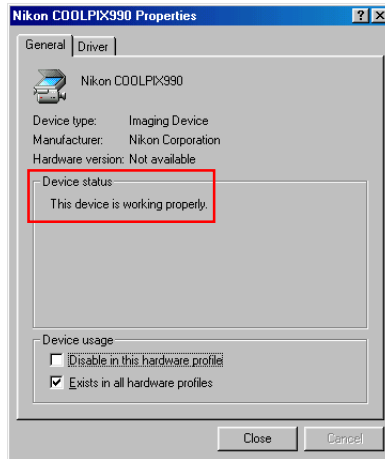 Nikon COOLPIX990 Properties
General Driver
Nikon COOLPIX990
Device type: Imaging Device
Manufacturer: Nikon Corporation
Hardware version: Not available
Device status
This device is working properly.
Device usage
Disable in this hardware profile
Exists in all hardware profiles
Close Cancel